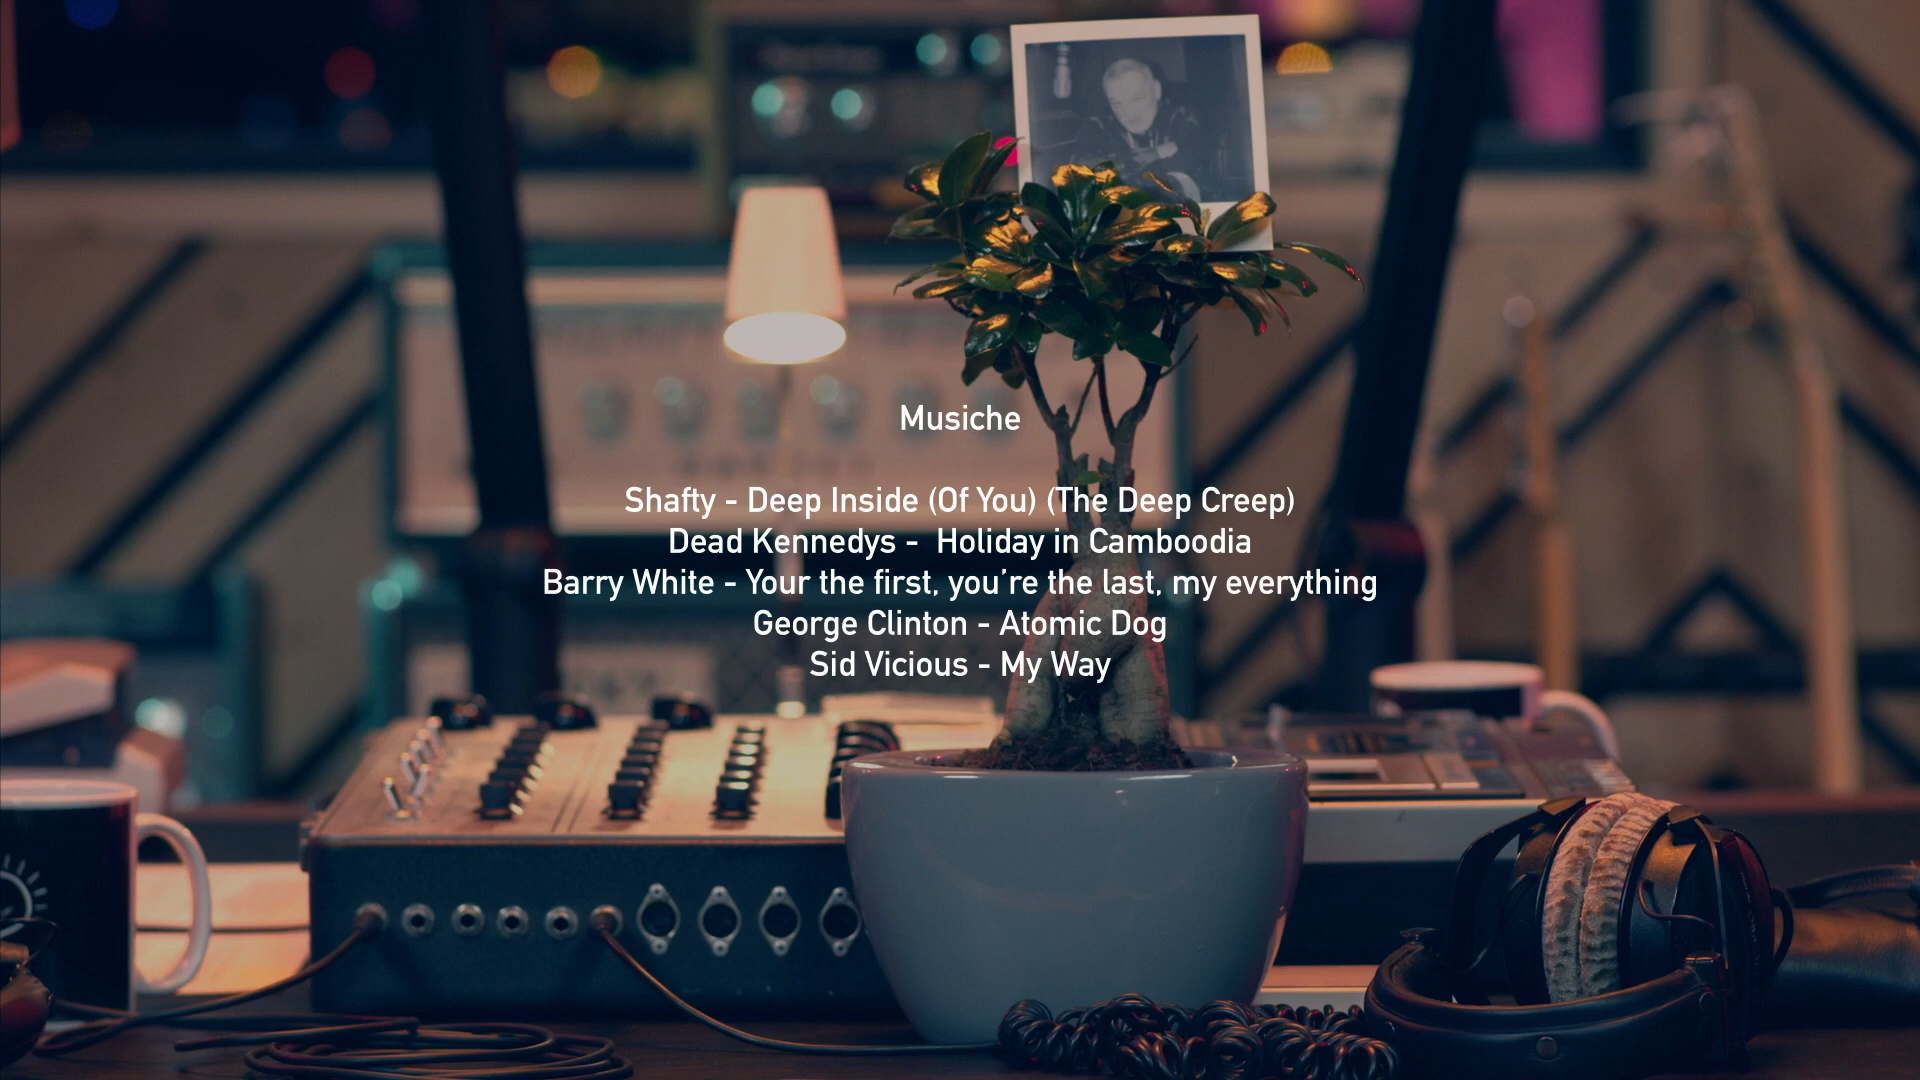 Musiche
Shafty - Deep Inside (Of You) (The Deep Creep)
Dead Kennedys -  Holiday in Camboodia
Barry White - Your the first, you’re the last, my everything
George Clinton - Atomic Dog
Sid Vicious - My Way